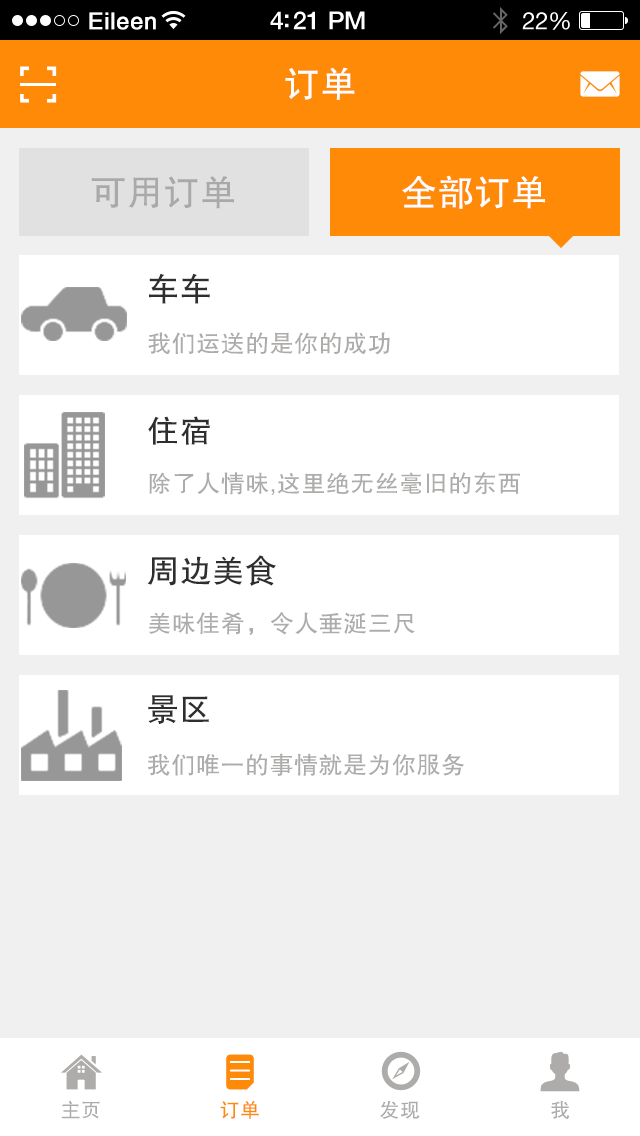 Eileen 4:21 PM 22%
订单
可用订单 全部订单
车车
我们运送的是你的成功
住宿
除了人情味,这里绝无丝毫旧的东西
周边美食
美味佳肴，令人垂涎三尺
景区
我们唯一的事情就是为你服务
主页 订单 发现 我